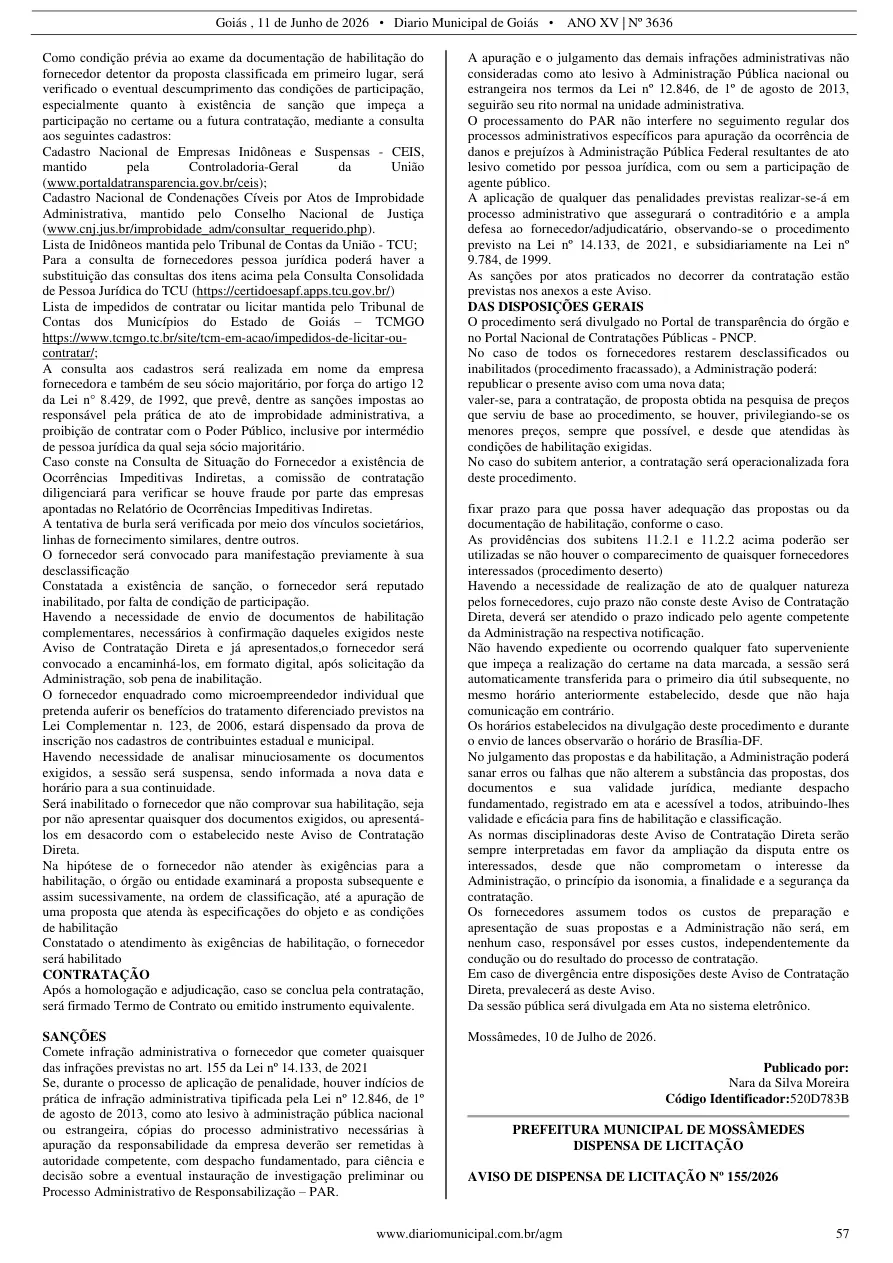 Goiás , 11 de Junho de 2026 • Diario Municipal de Goiás • ANO XV | Nº 3636
Como condição prévia ao exame da documentação de habilitação do
fornecedor detentor da proposta classificada em primeiro lugar, será
verificado o eventual descumprimento das condições de participação,
especialmente quanto à existência de sanção que impeça a
participação no certame ou a futura contratação, mediante a consulta
aos seguintes cadastros:
Cadastro Nacional de Empresas Inidôneas e Suspensas - CEIS,
mantido pela Controladoria-Geral da União
(www.portaldatransparencia.gov.br/ceis);
Cadastro Nacional de Condenações Cíveis por Atos de Improbidade
Administrativa, mantido pelo Conselho Nacional de Justiça
(www.cnj.jus.br/improbidade_adm/consultar_requerido.php).
Lista de Inidôneos mantida pelo Tribunal de Contas da União - TCU;
Para a consulta de fornecedores pessoa jurídica poderá haver a
substituição das consultas dos itens acima pela Consulta Consolidada
de Pessoa Jurídica do TCU (https://certidoesapf.apps.tcu.gov.br/)
Lista de impedidos de contratar ou licitar mantida pelo Tribunal de
Contas dos Municípios do Estado de Goiás – TCMGO
https://www.tcmgo.tc.br/site/tcm-em-acao/impedidos-de-licitar-ou-
contratar/;
A consulta aos cadastros será realizada em nome da empresa
fornecedora e também de seu sócio majoritário, por força do artigo 12
da Lei n° 8.429, de 1992, que prevê, dentre as sanções impostas ao
responsável pela prática de ato de improbidade administrativa, a
proibição de contratar com o Poder Público, inclusive por intermédio
de pessoa jurídica da qual seja sócio majoritário.
Caso conste na Consulta de Situação do Fornecedor a existência de
Ocorrências Impeditivas Indiretas, a comissão de contratação
diligenciará para verificar se houve fraude por parte das empresas
apontadas no Relatório de Ocorrências Impeditivas Indiretas.
A tentativa de burla será verificada por meio dos vínculos societários,
linhas de fornecimento similares, dentre outros.
O fornecedor será convocado para manifestação previamente à sua
desclassificação
Constatada a existência de sanção, o fornecedor será reputado
inabilitado, por falta de condição de participação.
Havendo a necessidade de envio de documentos de habilitação
complementares, necessários à confirmação daqueles exigidos neste
Aviso de Contratação Direta e já apresentados,o fornecedor será
convocado a encaminhá-los, em formato digital, após solicitação da
Administração, sob pena de inabilitação.
O fornecedor enquadrado como microempreendedor individual que
pretenda auferir os benefícios do tratamento diferenciado previstos na
Lei Complementar n. 123, de 2006, estará dispensado da prova de
inscrição nos cadastros de contribuintes estadual e municipal.
Havendo necessidade de analisar minuciosamente os documentos
exigidos, a sessão será suspensa, sendo informada a nova data e
horário para a sua continuidade.
Será inabilitado o fornecedor que não comprovar sua habilitação, seja
por não apresentar quaisquer dos documentos exigidos, ou apresentá-
los em desacordo com o estabelecido neste Aviso de Contratação
Direta.
Na hipótese de o fornecedor não atender às exigências para a
habilitação, o órgão ou entidade examinará a proposta subsequente e
assim sucessivamente, na ordem de classificação, até a apuração de
uma proposta que atenda às especificações do objeto e as condições
de habilitação
Constatado o atendimento às exigências de habilitação, o fornecedor
será habilitado
CONTRATAÇÃO
Após a homologação e adjudicação, caso se conclua pela contratação,
será firmado Termo de Contrato ou emitido instrumento equivalente.
SANÇÕES
Comete infração administrativa o fornecedor que cometer quaisquer
das infrações previstas no art. 155 da Lei nº 14.133, de 2021
Se, durante o processo de aplicação de penalidade, houver indícios de
prática de infração administrativa tipificada pela Lei nº 12.846, de 1º
de agosto de 2013, como ato lesivo à administração pública nacional
ou estrangeira, cópias do processo administrativo necessárias à
apuração da responsabilidade da empresa deverão ser remetidas à
autoridade competente, com despacho fundamentado, para ciência e
decisão sobre a eventual instauração de investigação preliminar ou
Processo Administrativo de Responsabilização – PAR.
A apuração e o julgamento das demais infrações administrativas não
consideradas como ato lesivo à Administração Pública nacional ou
estrangeira nos termos da Lei nº 12.846, de 1º de agosto de 2013,
seguirão seu rito normal na unidade administrativa.
O processamento do PAR não interfere no seguimento regular dos
processos administrativos específicos para apuração da ocorrência de
danos e prejuízos à Administração Pública Federal resultantes de ato
lesivo cometido por pessoa jurídica, com ou sem a participação de
agente público.
A aplicação de qualquer das penalidades previstas realizar-se-á em
processo administrativo que assegurará o contraditório e a ampla
defesa ao fornecedor/adjudicatário, observando-se o procedimento
previsto na Lei nº 14.133, de 2021, e subsidiariamente na Lei nº
9.784, de 1999.
As sanções por atos praticados no decorrer da contratação estão
previstas nos anexos a este Aviso.
DAS DISPOSIÇÕES GERAIS
O procedimento será divulgado no Portal de transparência do órgão e
no Portal Nacional de Contratações Públicas - PNCP.
No caso de todos os fornecedores restarem desclassificados ou
inabilitados (procedimento fracassado), a Administração poderá:
republicar o presente aviso com uma nova data;
valer-se, para a contratação, de proposta obtida na pesquisa de preços
que serviu de base ao procedimento, se houver, privilegiando-se os
menores preços, sempre que possível, e desde que atendidas às
condições de habilitação exigidas.
No caso do subitem anterior, a contratação será operacionalizada fora
deste procedimento.
fixar prazo para que possa haver adequação das propostas ou da
documentação de habilitação, conforme o caso.
As providências dos subitens 11.2.1 e 11.2.2 acima poderão ser
utilizadas se não houver o comparecimento de quaisquer fornecedores
interessados (procedimento deserto)
Havendo a necessidade de realização de ato de qualquer natureza
pelos fornecedores, cujo prazo não conste deste Aviso de Contratação
Direta, deverá ser atendido o prazo indicado pelo agente competente
da Administração na respectiva notificação.
Não havendo expediente ou ocorrendo qualquer fato superveniente
que impeça a realização do certame na data marcada, a sessão será
automaticamente transferida para o primeiro dia útil subsequente, no
mesmo horário anteriormente estabelecido, desde que não haja
comunicação em contrário.
Os horários estabelecidos na divulgação deste procedimento e durante
o envio de lances observarão o horário de Brasília-DF.
No julgamento das propostas e da habilitação, a Administração poderá
sanar erros ou falhas que não alterem a substância das propostas, dos
documentos e sua validade jurídica, mediante despacho
fundamentado, registrado em ata e acessível a todos, atribuindo-lhes
validade e eficácia para fins de habilitação e classificação.
As normas disciplinadoras deste Aviso de Contratação Direta serão
sempre interpretadas em favor da ampliação da disputa entre os
interessados, desde que não comprometam o interesse da
Administração, o princípio da isonomia, a finalidade e a segurança da
contratação.
Os fornecedores assumem todos os custos de preparação e
apresentação de suas propostas e a Administração não será, em
nenhum caso, responsável por esses custos, independentemente da
condução ou do resultado do processo de contratação.
Em caso de divergência entre disposições deste Aviso de Contratação
Direta, prevalecerá as deste Aviso.
Da sessão pública será divulgada em Ata no sistema eletrônico.
Mossâmedes, 10 de Julho de 2026.
Publicado por:
Nara da Silva Moreira
Código Identificador:520D783B
PREFEITURA MUNICIPAL DE MOSSÂMEDES
DISPENSA DE LICITAÇÃO
AVISO DE DISPENSA DE LICITAÇÃO Nº 155/2026
www.diariomunicipal.com.br/agm 57